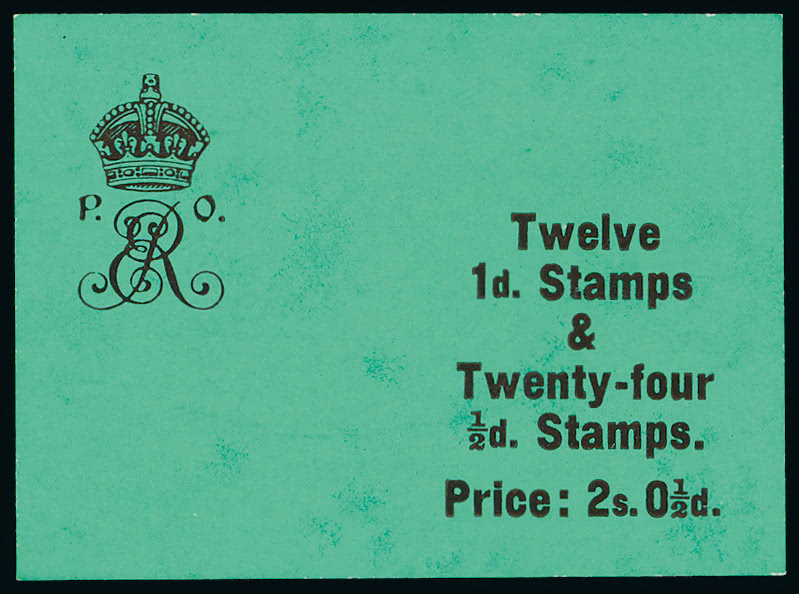 P. O.
ER
Twelve
1d. Stamps
&
Twenty-four
½d. Stamps.
Price: 2s. 0½d.